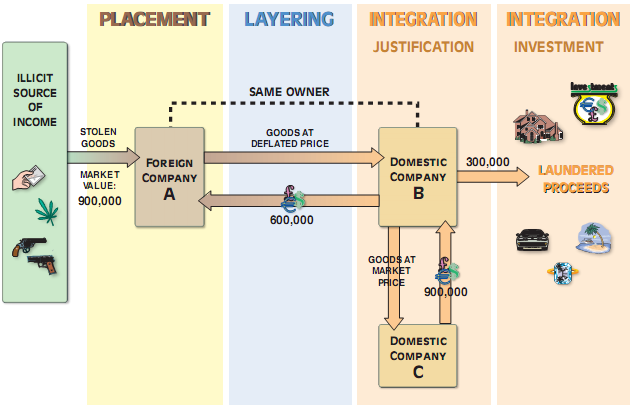 PLACEMENT
LAYERING
INTEGRATION
JUSTIFICATION
INTEGRATION
INVESTMENT
ILLICIT
SOURCE
OF
INCOME
STOLEN
GOODS
MARKET
VALUE:
900,000
SAME OWNER
FOREIGN
COMPANY
A
GOODS AT
DEFLATED PRICE
£
€$
600,000
DOMESTIC
COMPANY
B
300,000
Investments
£
€$
LAUNDERED
PROCEEDS
GOODS AT
MARKET
PRICE
£
€$
900,000
DOMESTIC
COMPANY
C